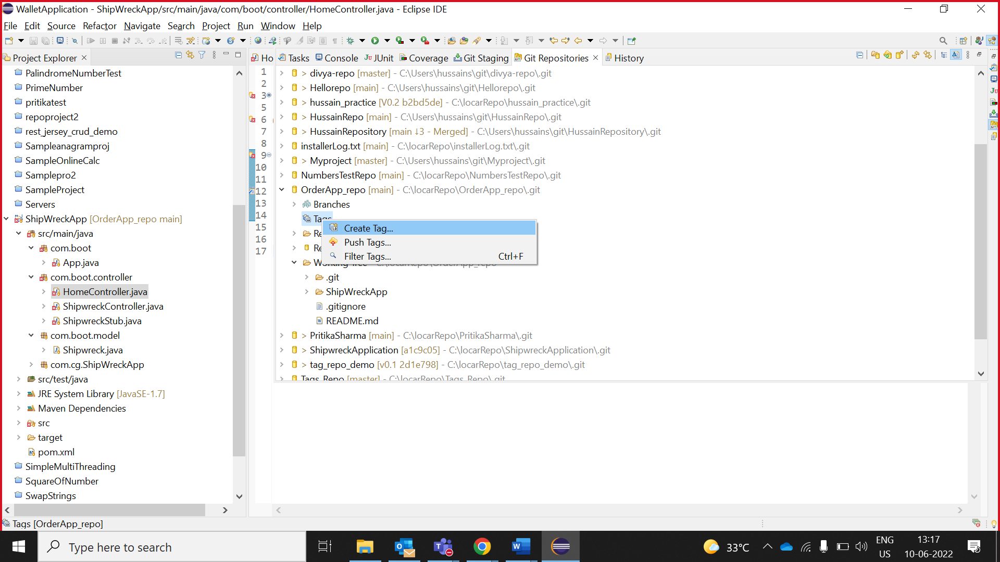 WalletApplication - ShipWreckApp/src/main/java/com/boot/controller/HomeController.java - Eclipse IDE
File Edit Source Refactor Navigate Search Project Run Window Help
Project Explorer
PalindromeNumberTest
PrimeNumber
pritikatest
repoproject2
rest_jersey_crud_demo
Sampleanagramproj
SampleOnlineCalc
Samplepro2
SampleProject
Servers
ShipWreckApp [OrderApp_repo main]
src/main/java
com.boot
App.java
com.boot.controller
HomeController.java
ShipwreckController.java
ShipwreckStub.java
com.boot.model
Shipwreck.java
com.cg.ShipWreckApp
src/test/java
JRE System Library [JavaSE-1.7]
Maven Dependencies
src
target
pom.xml
SimpleMultiThreading
SquareOfNumber
SwapStrings
Ho Tasks Console JUnit Coverage Git Staging Git Repositories History
1
2
3
5
6
7
8
9
10
11
12
13
14
15
16
17
> divya-repo [master] - C:\Users\hussains\git\divya-repo\.git
> Hellorepo [main] - C:\Users\hussains\git\Hellorepo\.git
> hussain_practice [V0.2 b2bd5de] - C:\locarRepo\hussain_practice\.git
> HussainRepo [main] - C:\Users\hussains\git\HussainRepo\.git
> HussainRepository [main ↓3 - Merged] - C:\Users\hussains\git\HussainRepository\.git
installerLog.txt [main] - C:\locarRepo\installerLog.txt\.git
> Myproject [master] - C:\Users\hussains\git\Myproject\.git
NumbersTestRepo [main] - C:\locarRepo\NumbersTestRepo\.git
OrderApp_repo [main] - C:\locarRepo\OrderApp_repo\.git
Branches
Tags
Create Tag...
Push Tags...
Filter Tags... Ctrl+F
Re
Re
Working Tree - C:\locarRepo\OrderApp_repo
.git
ShipWreckApp
.gitignore
README.md
> PritikaSharma [main] - C:\locarRepo\PritikaSharma\.git
> ShipwreckApplication [a1c9c05] - C:\locarRepo\ShipwreckApplication\.git
> tag_repo_demo [v0.1 2d1e798] - C:\locarRepo\tag_repo_demo\.git
Tags_Repo [master] - C:\locarRepo\Tags_Repo\.git
Tags [OrderApp_repo]
Type here to search
33°C
ENG
US
13:17
10-06-2022